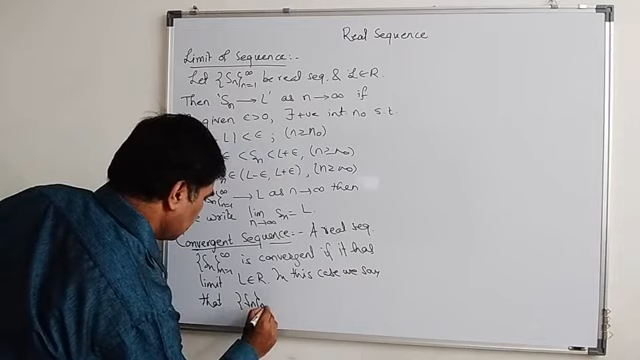 Real Sequence
Limit of Sequence:-
Let {Sn}∞n=1 be real seq. & L∈R.
Then 'Sn → L' as n→∞ if
given ε>0, ∃ +ve int n0 s.t.
L| < ε ; (n≥n0)
ε < Sn < L+ε, (n≥n0)
∈ (L-ε, L+ε), (n≥n0)
→ L as n→∞ then
write lim n→∞ Sn = L.
Convergent Sequence:- A real seq.
{Sn}∞n=1 is convergent if it has
limit L∈R. In this case we say
that {Sn}